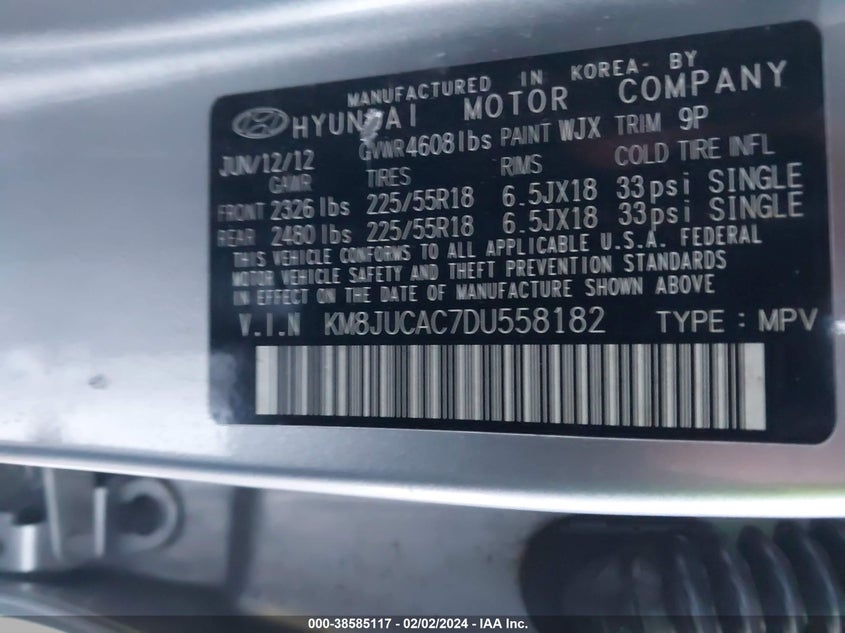 MANUFACTURED IN KOREA- BY
HYUNDAI MOTOR COMPANY
JUN/12/12 GVWR 4608lbs PAINT WJX TRIM 9P
GAWR TIRES RIMS COLD TIRE INFL
FRONT 2326 lbs 225/55R18 6.5JX18 33psi SINGLE
REAR 2480 lbs 225/55R18 6.5JX18 33psi SINGLE
THIS VEHICLE CONFORMS TO ALL APPLICABLE U.S.A. FEDERAL
MOTOR VEHICLE SAFETY AND THEFT PREVENTION STANDARDS
IN EFFECT ON THE DATE OF MANUFACTURE SHOWN ABOVE
V.I.N KM8JUCAC7DU558182 TYPE : MPV
000-38585117 - 02/02/2024 - IAA Inc.